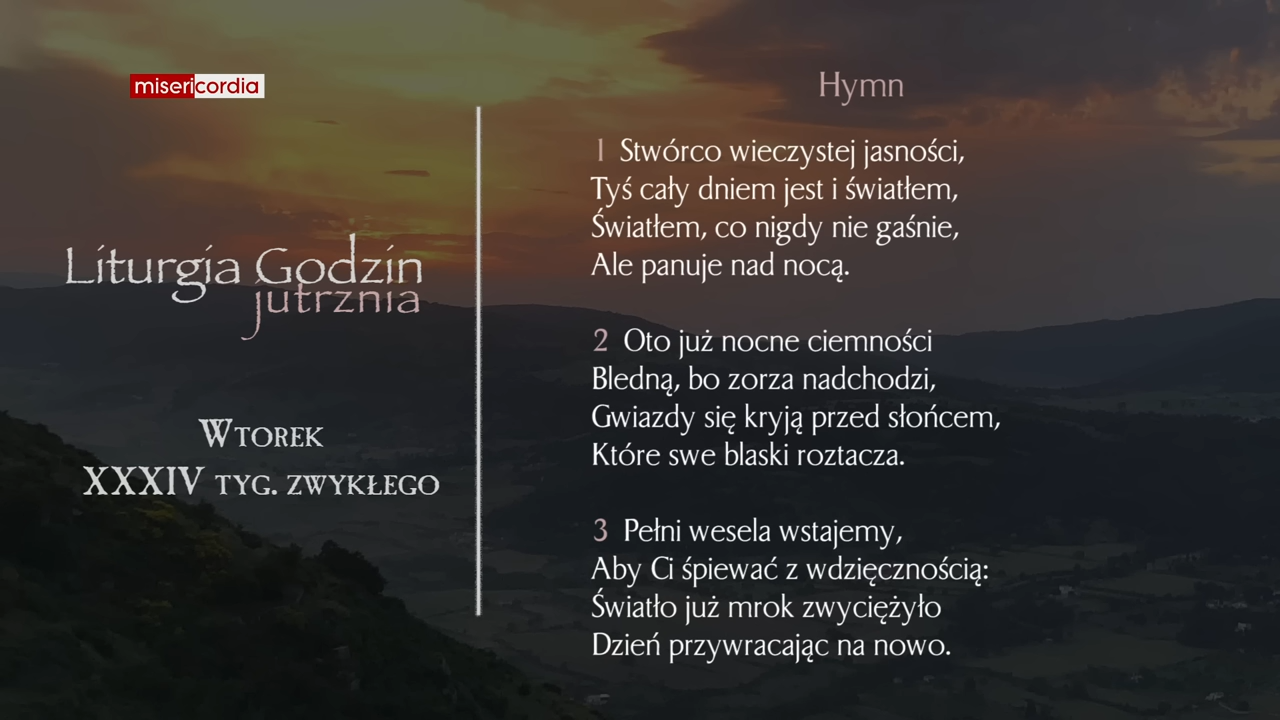 misericordia
Liturgia Godzin
jutrznia
Wtorek
XXXIV tyg. zwykłego
Hymn
1 Stwórco wieczystej jasności,
Tyś cały dniem jest i światłem,
Światłem, co nigdy nie gaśnie,
Ale panuje nad nocą.
2 Oto już nocne ciemności
Bledną, bo zorza nadchodzi,
Gwiazdy się kryją przed słońcem,
Które swe blaski roztacza.
3 Pełni wesela wstajemy,
Aby Ci śpiewać z wdzięcznością:
Światło już mrok zwyciężyło
Dzień przywracając na nowo.